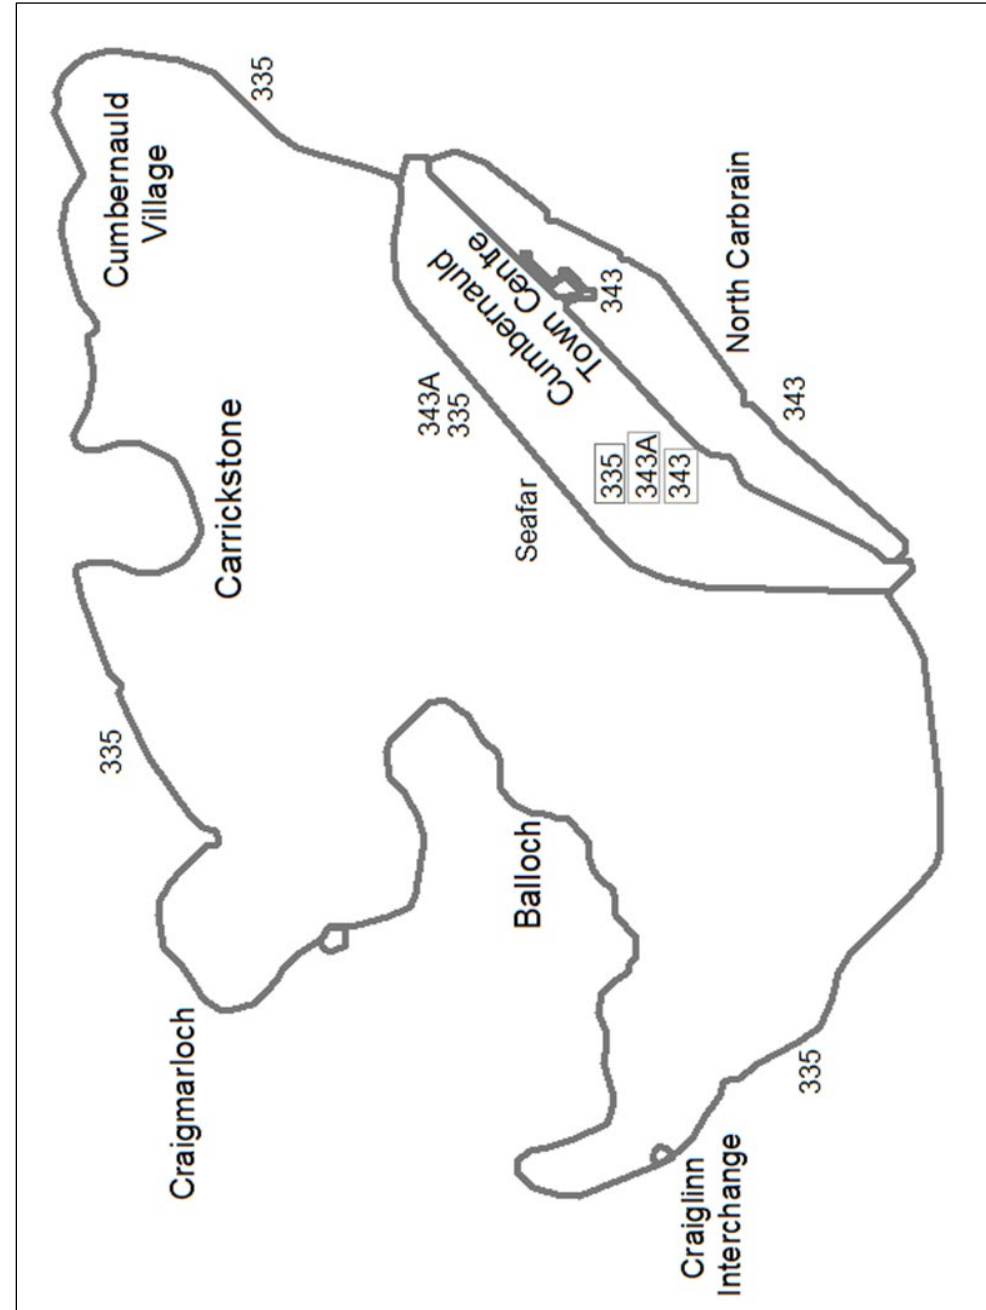 Craigmarloch
335
Carrickstone
Cumbernauld
Village
335
Craiglinn
Interchange
335
Balloch
Seafar
343A
335
335
343A
343
Cumbernauld
Town Centre
343
343
North Carbrain